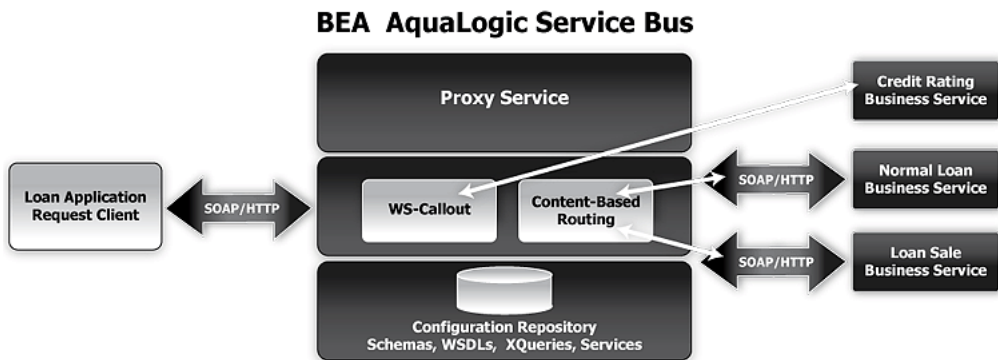 BEA AquaLogic Service Bus
Proxy Service
Credit Rating
Business Service
Loan Application
Request Client
SOAP/HTTP
WS-Callout
Content-Based
Routing
SOAP/HTTP
Normal Loan
Business Service
SOAP/HTTP
Loan Sale
Business Service
Configuration Repository
Schemas, WSDLs, XQueries, Services